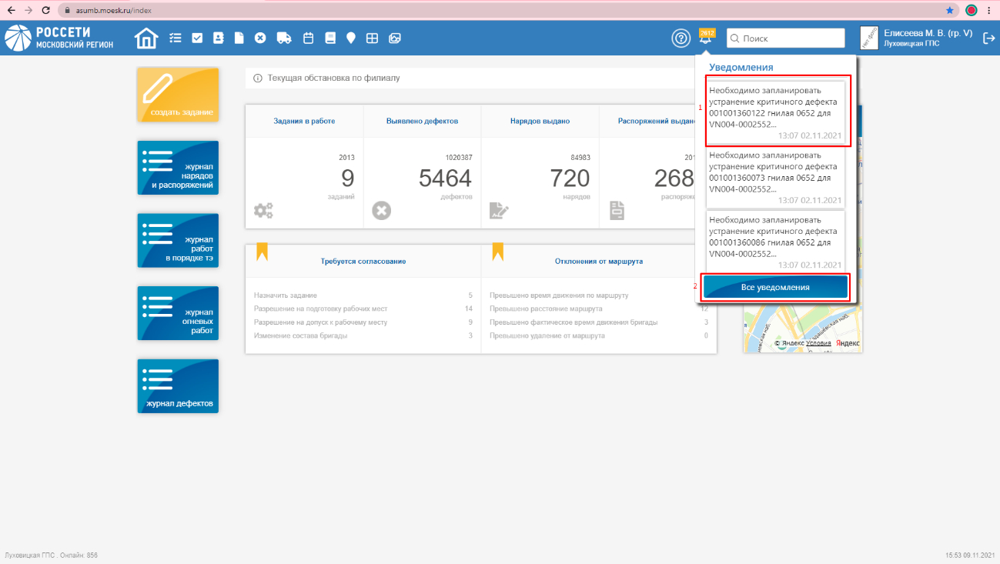 asumb.moesk.ru/index
РОССЕТИ
МОСКОВСКИЙ РЕГИОН
2612
Поиск
Нет фото
Елисеева М. В. (гр. V)
Луховицкая ГПС
создать задание
журнал
нарядов
и распоряжений
журнал
работ
в порядке тэ
журнал
огневых
работ
журнал дефектов
Текущая обстановка по филиалу
Задания в работе
2013
9
заданий
Выявлено дефектов
1020387
5464
дефектов
Нарядов выдано
84983
720
нарядов
Распоряжений выдан
201
268
распоряже
Требуется согласование
Назначить задание 5
Разрешение на подготовку рабочих мест 14
Разрешение на допуск к рабочему месту 9
Изменение состава бригады 3
Отклонения от маршрута
Превышено время движения по маршруту
Превышено расстояние маршрута 12
Превышено фактическое время движения бригады 3
Превышено удаление от маршрута 0
Уведомления
1
Необходимо запланировать
устранение критичного дефекта
001001360122 гнилая 0652 для
VN004-0002552...
13:07 02.11.2021
Необходимо запланировать
устранение критичного дефекта
001001360073 гнилая 0652 для
VN004-0002552...
13:07 02.11.2021
Необходимо запланировать
устранение критичного дефекта
001001360086 гнилая 0652 для
VN004-0002552...
13:07 02.11.2021
2
Все уведомления
© Яндекс Условия Яндекс
Луховицкая ГПС . Онлайн: 856
15:53 09.11.2021